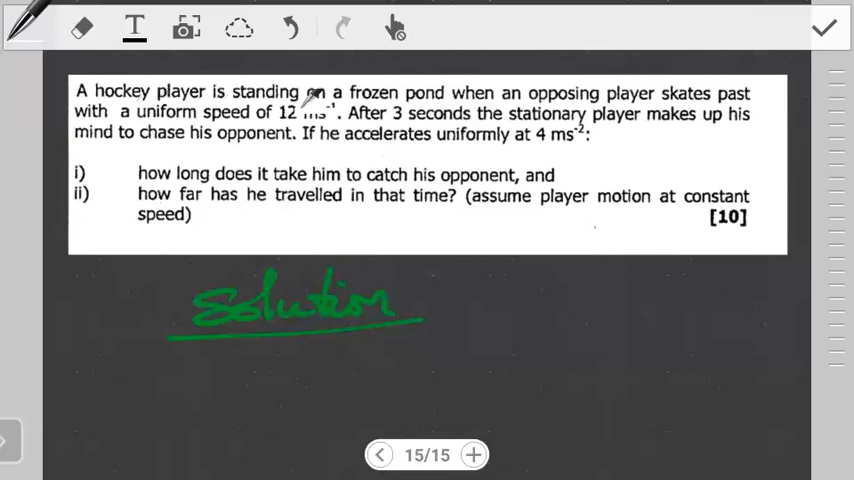 T
A hockey player is standing on a frozen pond when an opposing player skates past
with a uniform speed of 12 ms⁻¹. After 3 seconds the stationary player makes up his
mind to chase his opponent. If he accelerates uniformly at 4 ms⁻²:
i) how long does it take him to catch his opponent, and
ii) how far has he travelled in that time? (assume player motion at constant
speed) [10]
Solution
15/15